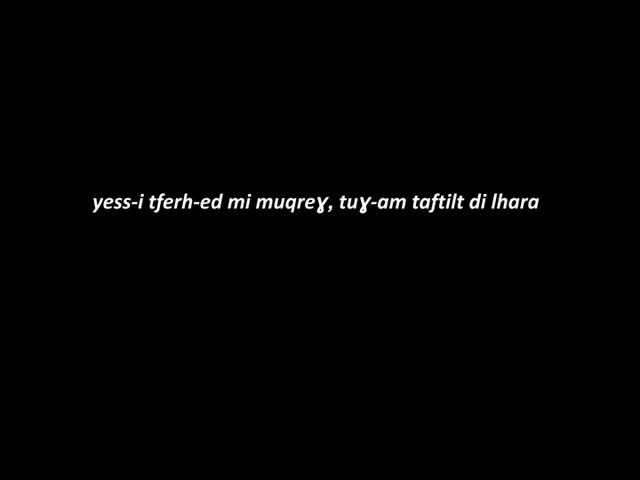 yess-i tferh-ed mi muqreɣ, tuɣ-am taftilt di lhara